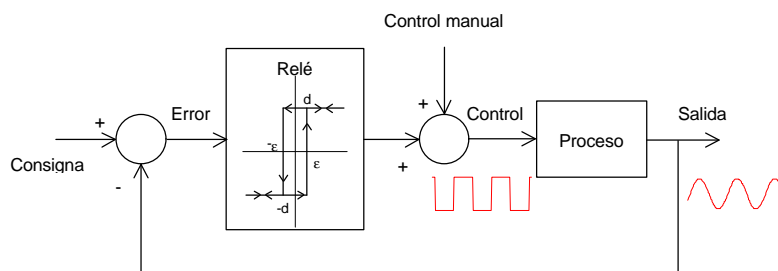 Control manual
Relé
d
-ε
ε
-d
+
Error
+
Control
Proceso
Salida
Consigna
-
+